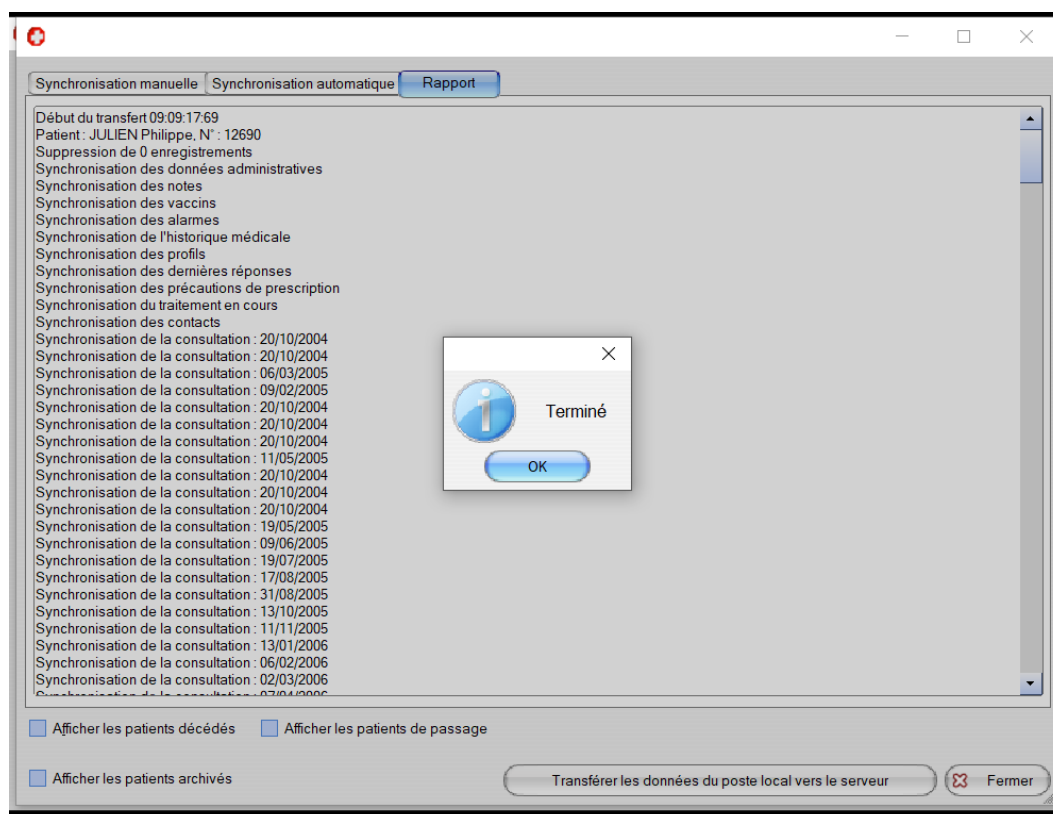 Synchronisation manuelle Synchronisation automatique Rapport
Début du transfert 09:09:17:69
Patient : JULIEN Philippe, N° : 12690
Suppression de 0 enregistrements
Synchronisation des données administratives
Synchronisation des notes
Synchronisation des vaccins
Synchronisation des alarmes
Synchronisation de l'historique médicale
Synchronisation des profils
Synchronisation des dernières réponses
Synchronisation des précautions de prescription
Synchronisation du traitement en cours
Synchronisation des contacts
Synchronisation de la consultation : 20/10/2004
Synchronisation de la consultation : 20/10/2004
Synchronisation de la consultation : 06/03/2005
Synchronisation de la consultation : 09/02/2005
Synchronisation de la consultation : 20/10/2004
Synchronisation de la consultation : 20/10/2004
Synchronisation de la consultation : 20/10/2004
Synchronisation de la consultation : 11/05/2005
Synchronisation de la consultation : 20/10/2004
Synchronisation de la consultation : 20/10/2004
Synchronisation de la consultation : 20/10/2004
Synchronisation de la consultation : 19/05/2005
Synchronisation de la consultation : 09/06/2005
Synchronisation de la consultation : 19/07/2005
Synchronisation de la consultation : 17/08/2005
Synchronisation de la consultation : 31/08/2005
Synchronisation de la consultation : 13/10/2005
Synchronisation de la consultation : 11/11/2005
Synchronisation de la consultation : 13/01/2006
Synchronisation de la consultation : 06/02/2006
Synchronisation de la consultation : 02/03/2006
Synchronisation de la consultation :
Terminé
OK
Afficher les patients décédés Afficher les patients de passage
Afficher les patients archivés
Transférer les données du poste local vers le serveur Fermer